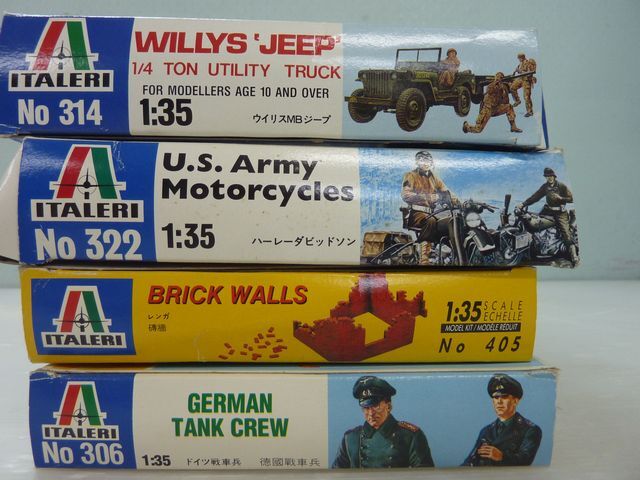 ITALERI
No 314
WILLYS 'JEEP'
1/4 TON UTILITY TRUCK
FOR MODELLERS AGE 10 AND OVER
1:35
ウイリスMBジープ
ITALERI
No 322
U.S. Army
Motorcycles
1:35
ハーレーダビッドソン
ITALERI
BRICK WALLS
レンガ
磚牆
1:35 SCALE
ECHELLE
MODEL KIT / MODÈLE RÉDUIT
No 405
ITALERI
No 306
GERMAN
TANK CREW
1:35
ドイツ戦車兵
德國戰車兵